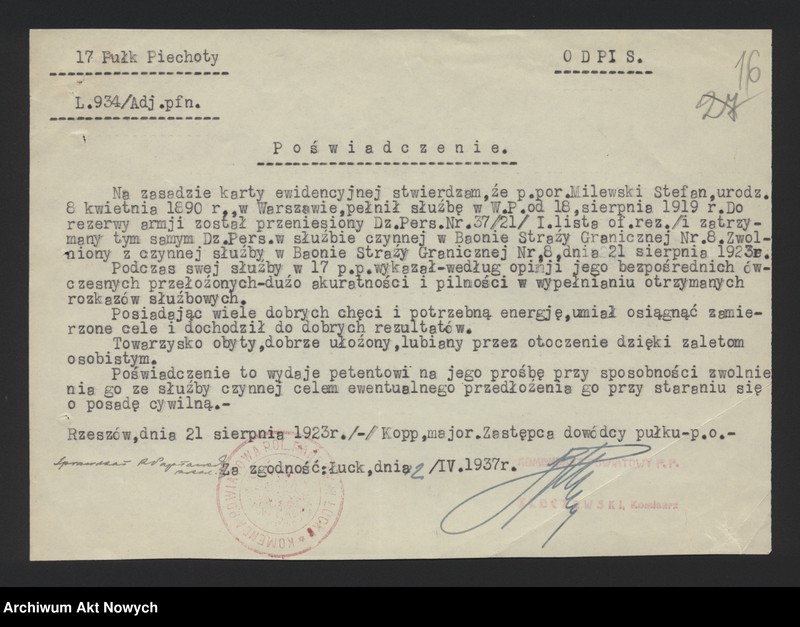 17 Pułk Piechoty
O D P I S.
16
27
L.934/Adj.pfn.
P o ś w i a d c z e n i e .
Na zasadzie karty ewidencyjnej stwierdzam,że p.por.Milewski Stefan,urodz.
8 kwietnia 1890 r,,w Warszawie,pełnił służbę w W.P.od 18,sierpnia 1919 r.Do
rezerwy armji został przeniesiony Dz.Pers.Nr.37/21/ I.lista of.rez./i zatrzy-
many tym samym Dz.Pers.w służbie czynnej w Baonie Straży Granicznej Nr.8.Zwol-
niony z czynnej służby w Baonie Straży Granicznej Nr,8,dnia 21 sierpnia 1923r.
Podczas swej służby w 17 p.p.wykazał-według opinji jego bezpośrednich ów-
czesnych przełożonych-dużo akuratności i pilności w wypełnianiu otrzymanych
rozkazów służbowych.
Posiadając wiele dobrych chęci i potrzebną energję,umiał osiągnąć zamie-
rzone cele i dochodził do dobrych rezultatów.
Towarzysko obyty,dobrze ułożony,lubiany przez otoczenie dzięki zaletom
osobistym.
Poświadczenie to wydaje petentowi na jego prośbę przy sposobności zwolnie
nia go ze służby czynnej celem ewentualnego przedłożenia go przy staraniu się
o posadę cywilną.-
Rzeszów,dnia 21 sierpnia 1923r./-/ Kopp,major.Zastępca dowódcy pułku-p.o.-
Za zgodność:Łuck,dnia 12 /IV.1937r.
Archiwum Akt Nowych